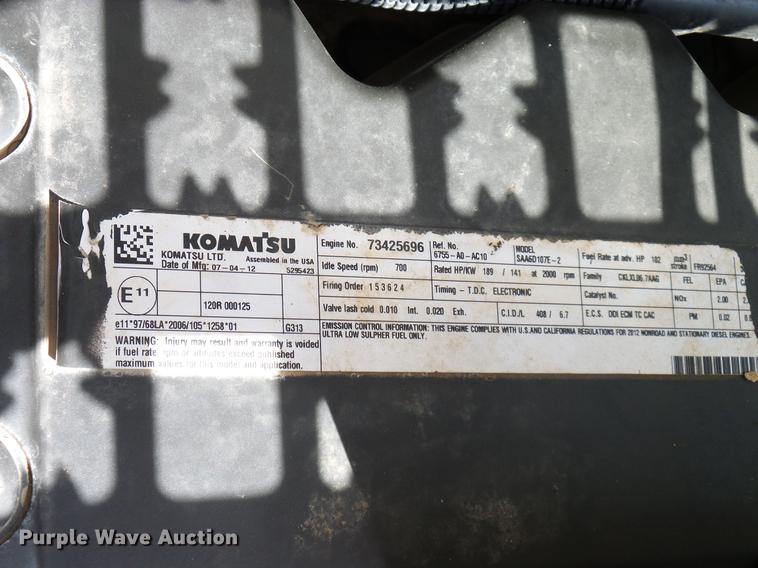 KOMATSU
KOMATSU LTD. Assembled in the USA
Date of Mfg: 07-04-12 5295423
E 11
120R 000125
e11*97/68LA*2006/105*1258*01 G313
WARNING: Injury may result and warranty is voided
if fuel rate rpm or altitudes exceed published
maximum values for this model and application.
Engine No. 73425696 Ref. No. 6755-A0-AC10 MODEL SAA6D107E-2 Fuel Rate at adv. HP 102 mm³ stroke FR92564
Idle Speed (rpm) 700 Rated HP/KW 189 / 141 at 2000 rpm Family CKLXL06.7AAG FEL EPA
Firing Order 153624 Timing - T.D.C. ELECTRONIC Catalyst No. NOx 2.00
Valve lash cold 0.010 Int. 0.020 Exh. C.I.D./L 408 / 6.7 E.C.S. DDI ECM TC CAC PM 0.02
EMISSION CONTROL INFORMATION: THIS ENGINE COMPLIES WITH U.S.AND CALIFORNIA REGULATIONS FOR 2012 NONROAD AND STATIONARY DIESEL ENGINES.
ULTRA LOW SULPHER FUEL ONLY.
Purple Wave Auction